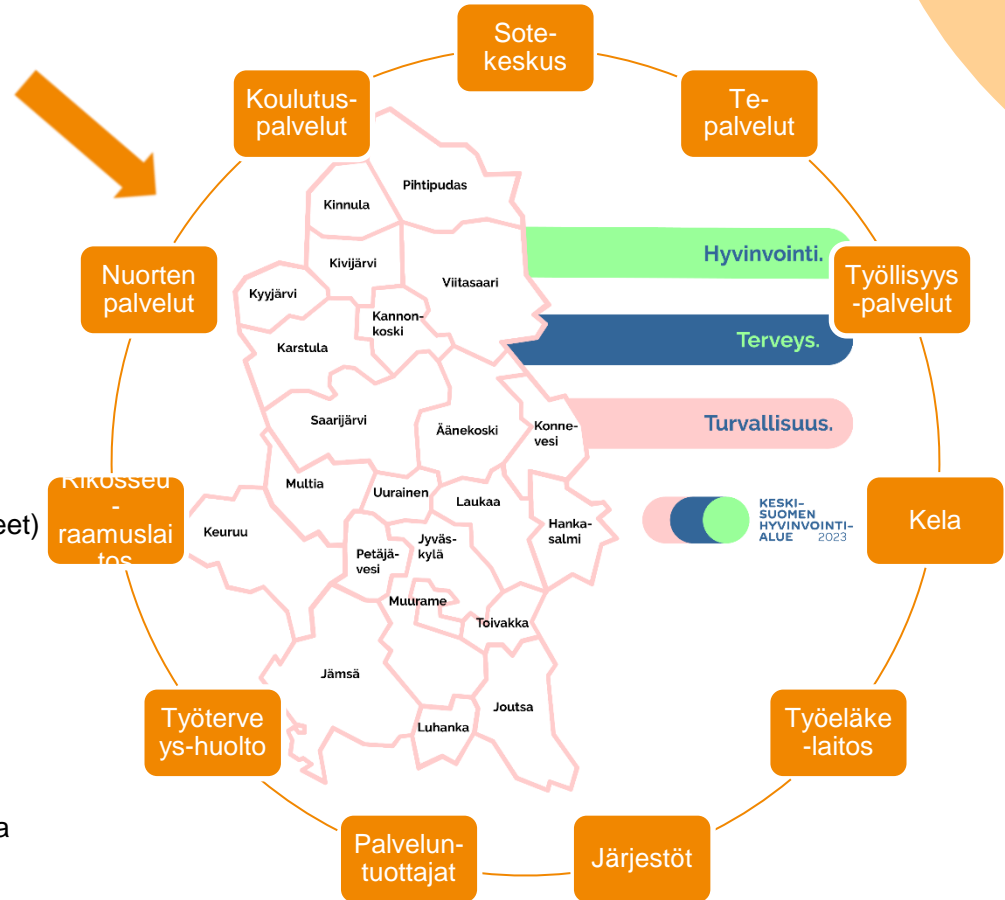 Sote-
keskus
Koulutus-
palvelut
Te-
palvelut
Pihtipudas
Kinnula
Nuorten
palvelut
Kivijärvi
Hyvinvointi.
Työllisyys
-palvelut
Kyyjärvi
Viitasaari
Kannon-
koski
Karstula
Terveys.
Saarijärvi
Äänekoski
Konne-
vesi
Turvallisuus.
Rikosseu
-
raamuslai
tos
eet)
Multia
Uurainen
Laukaa
Keuruu
Hanka-
salmi
KESKI-
SUOMEN
HYVINVOINTI-
ALUE 2023
Kela
Petäjä-
vesi
Jyväs-
kylä
Muurame
Toivakka
Jämsä
Joutsa
Luhanka
Työterve
ys-huolto
Työeläke
-laitos
a
Palvelun-
tuottajat
Järjestöt